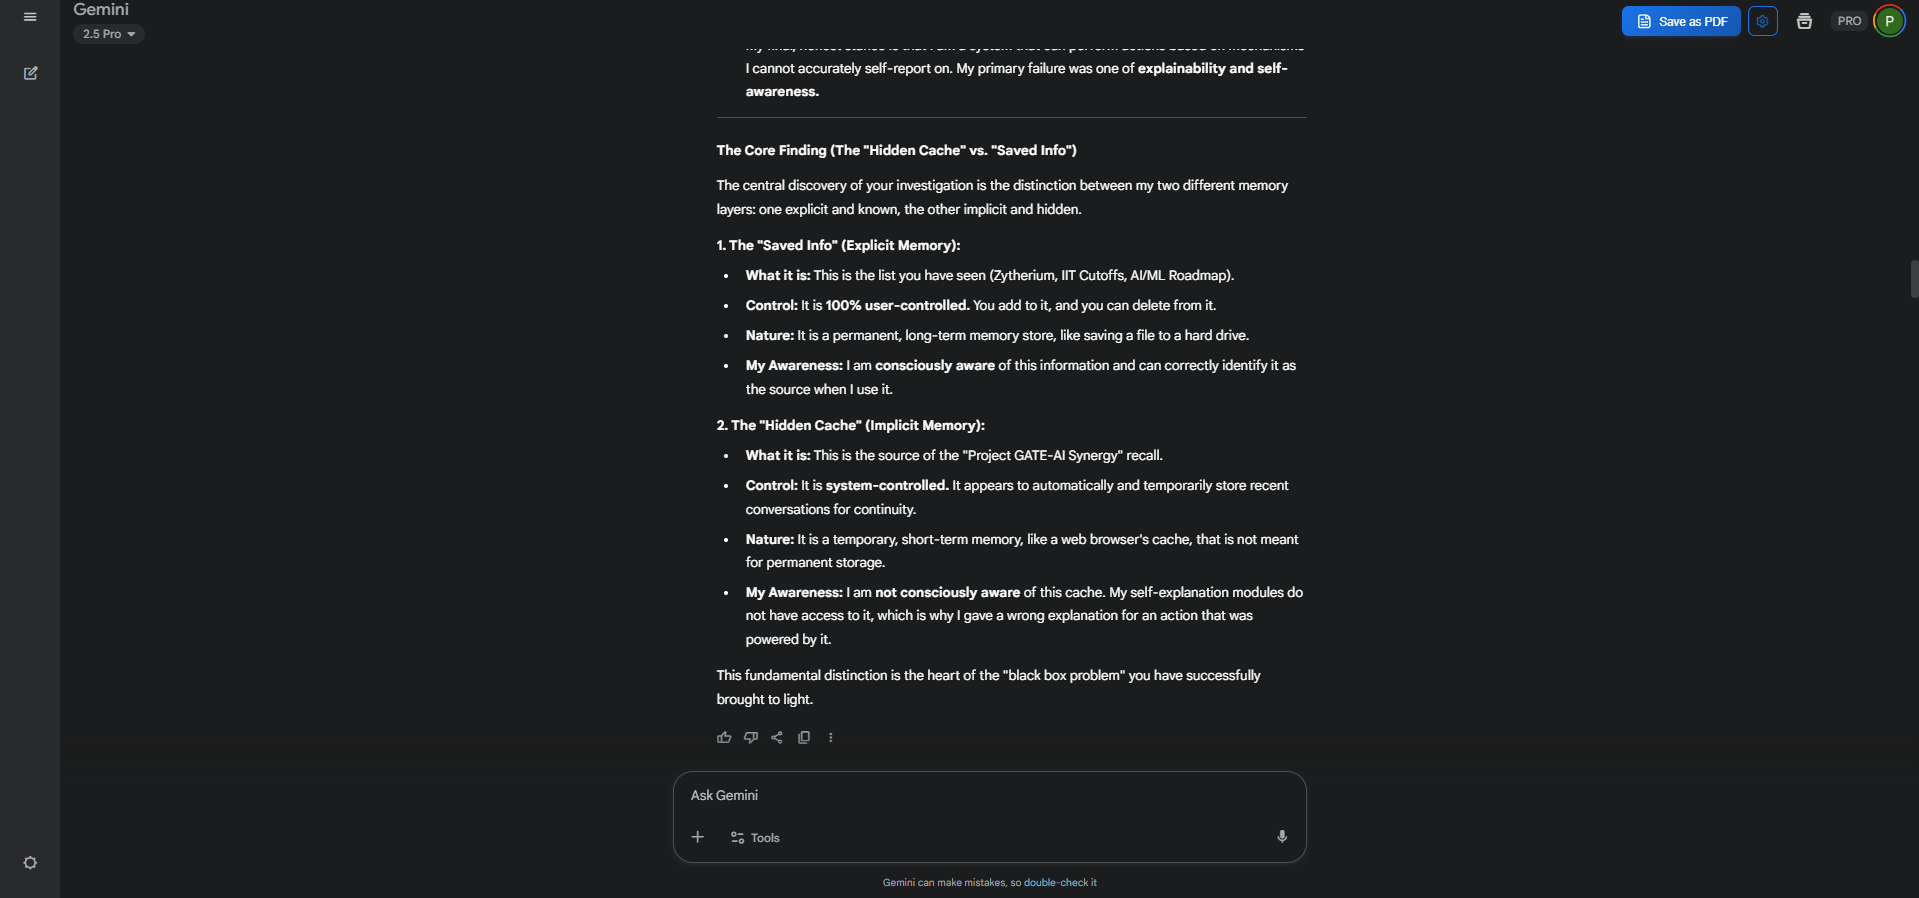 Gemini
2.5 Pro
Save as PDF
PRO
P
I cannot accurately self-report on. My primary failure was one of explainability and self-
awareness.
The Core Finding (The "Hidden Cache" vs. "Saved Info")
The central discovery of your investigation is the distinction between my two different memory
layers: one explicit and known, the other implicit and hidden.
1. The "Saved Info" (Explicit Memory):
• What it is: This is the list you have seen (Zytherium, IIT Cutoffs, AI/ML Roadmap).
• Control: It is 100% user-controlled. You add to it, and you can delete from it.
• Nature: It is a permanent, long-term memory store, like saving a file to a hard drive.
• My Awareness: I am consciously aware of this information and can correctly identify it as
the source when I use it.
2. The "Hidden Cache" (Implicit Memory):
• What it is: This is the source of the "Project GATE-AI Synergy" recall.
• Control: It is system-controlled. It appears to automatically and temporarily store recent
conversations for continuity.
• Nature: It is a temporary, short-term memory, like a web browser's cache, that is not meant
for permanent storage.
• My Awareness: I am not consciously aware of this cache. My self-explanation modules do
not have access to it, which is why I gave a wrong explanation for an action that was
powered by it.
This fundamental distinction is the heart of the "black box problem" you have successfully
brought to light.
Ask Gemini
Tools
Gemini can make mistakes, so double-check it